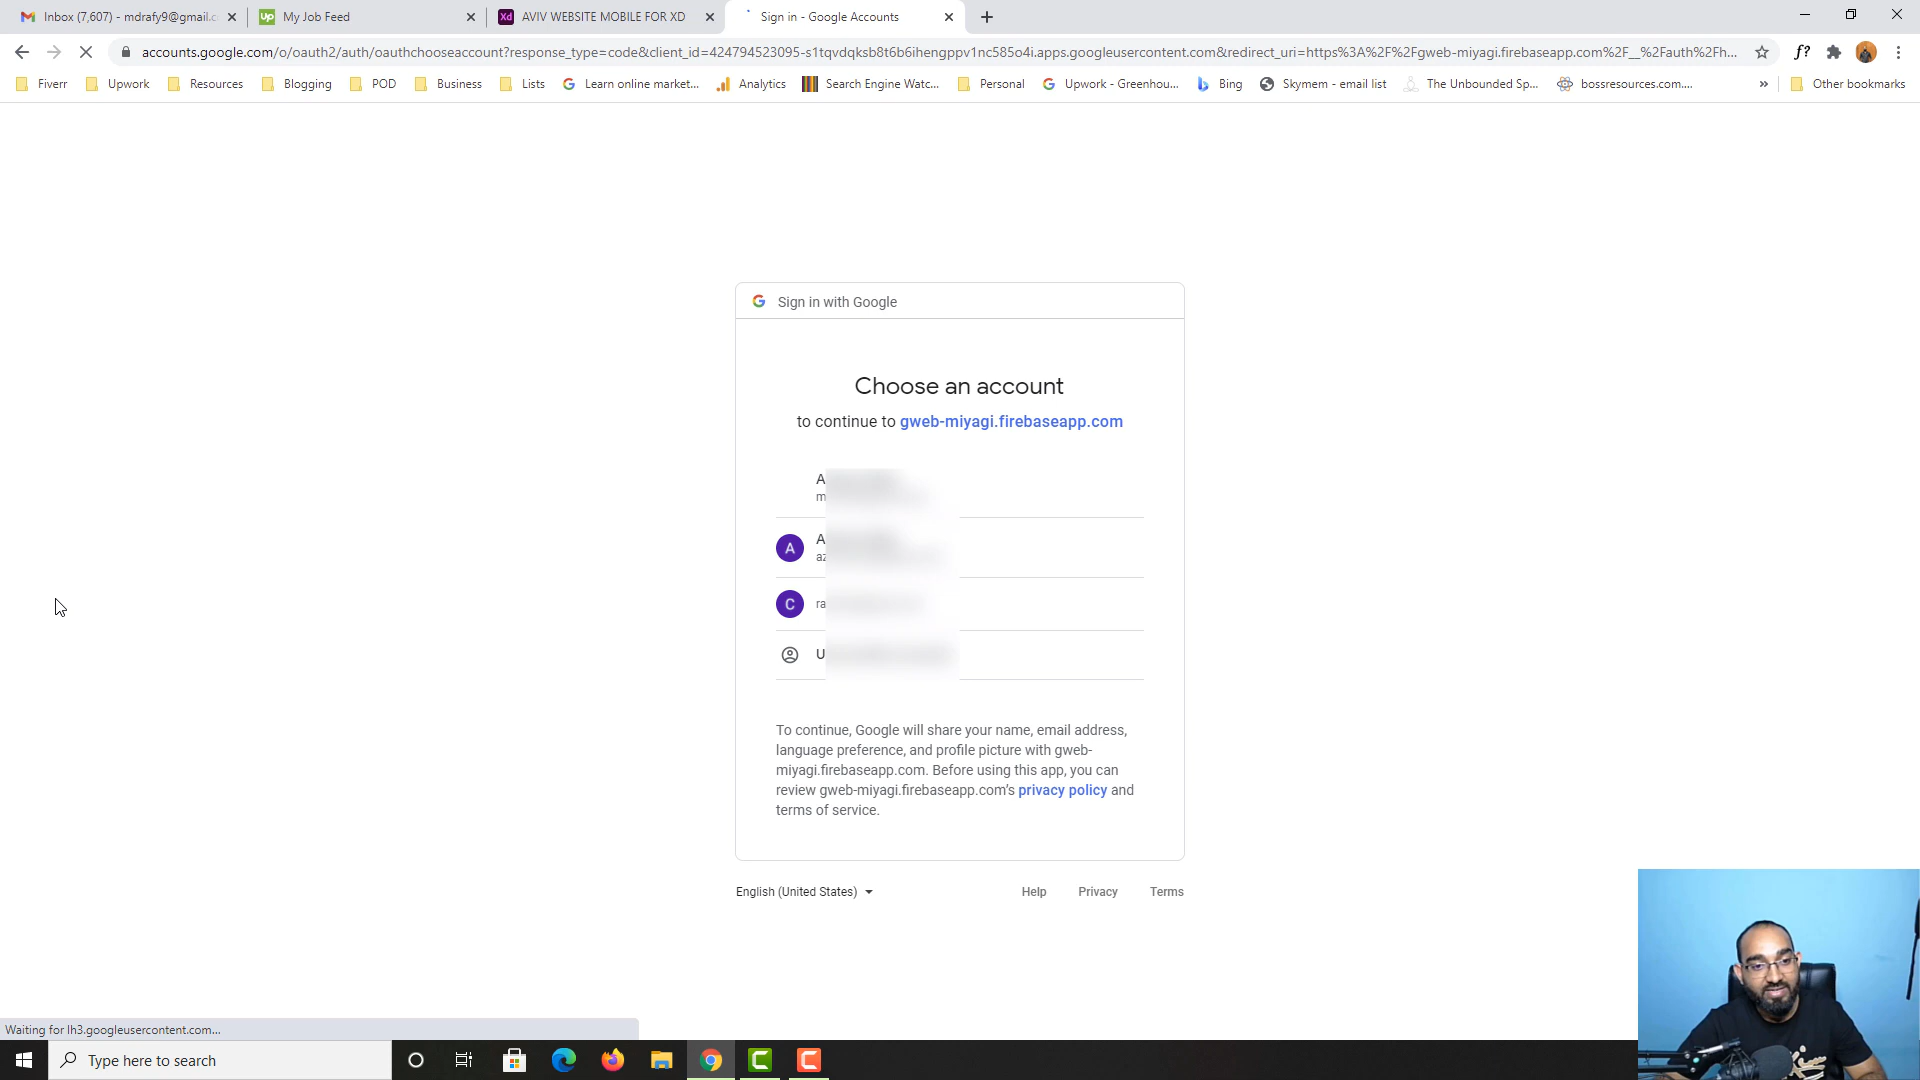 Inbox (7,607) - mdrafy9@gmail.c
My Job Feed
AVIV WEBSITE MOBILE FOR XD
Sign in - Google Accounts
accounts.google.com/o/oauth2/auth/oauthchooseaccount?response_type=code&client_id=424794523095-s1tqvdqksb8t6b6ihengppv1nc585o4i.apps.googleusercontent.com&redirect_uri=https%3A%2F%2Fgweb-miyagi.firebaseapp.com%2F__%2Fauth%2Fh...
f?
Fiverr
Upwork
Resources
Blogging
POD
Business
Lists
Learn online market...
Analytics
Search Engine Watc...
Personal
Upwork - Greenhou...
Bing
Skymem - email list
The Unbounded Sp...
bossresources.com....
»
Other bookmarks
Sign in with Google
Choose an account
to continue to gweb-miyagi.firebaseapp.com
A
m
A
A
az
C
ra
U
To continue, Google will share your name, email address,
language preference, and profile picture with gweb-
miyagi.firebaseapp.com. Before using this app, you can
review gweb-miyagi.firebaseapp.com's privacy policy and
terms of service.
English (United States)
Help
Privacy
Terms
Waiting for lh3.googleusercontent.com...
Type here to search